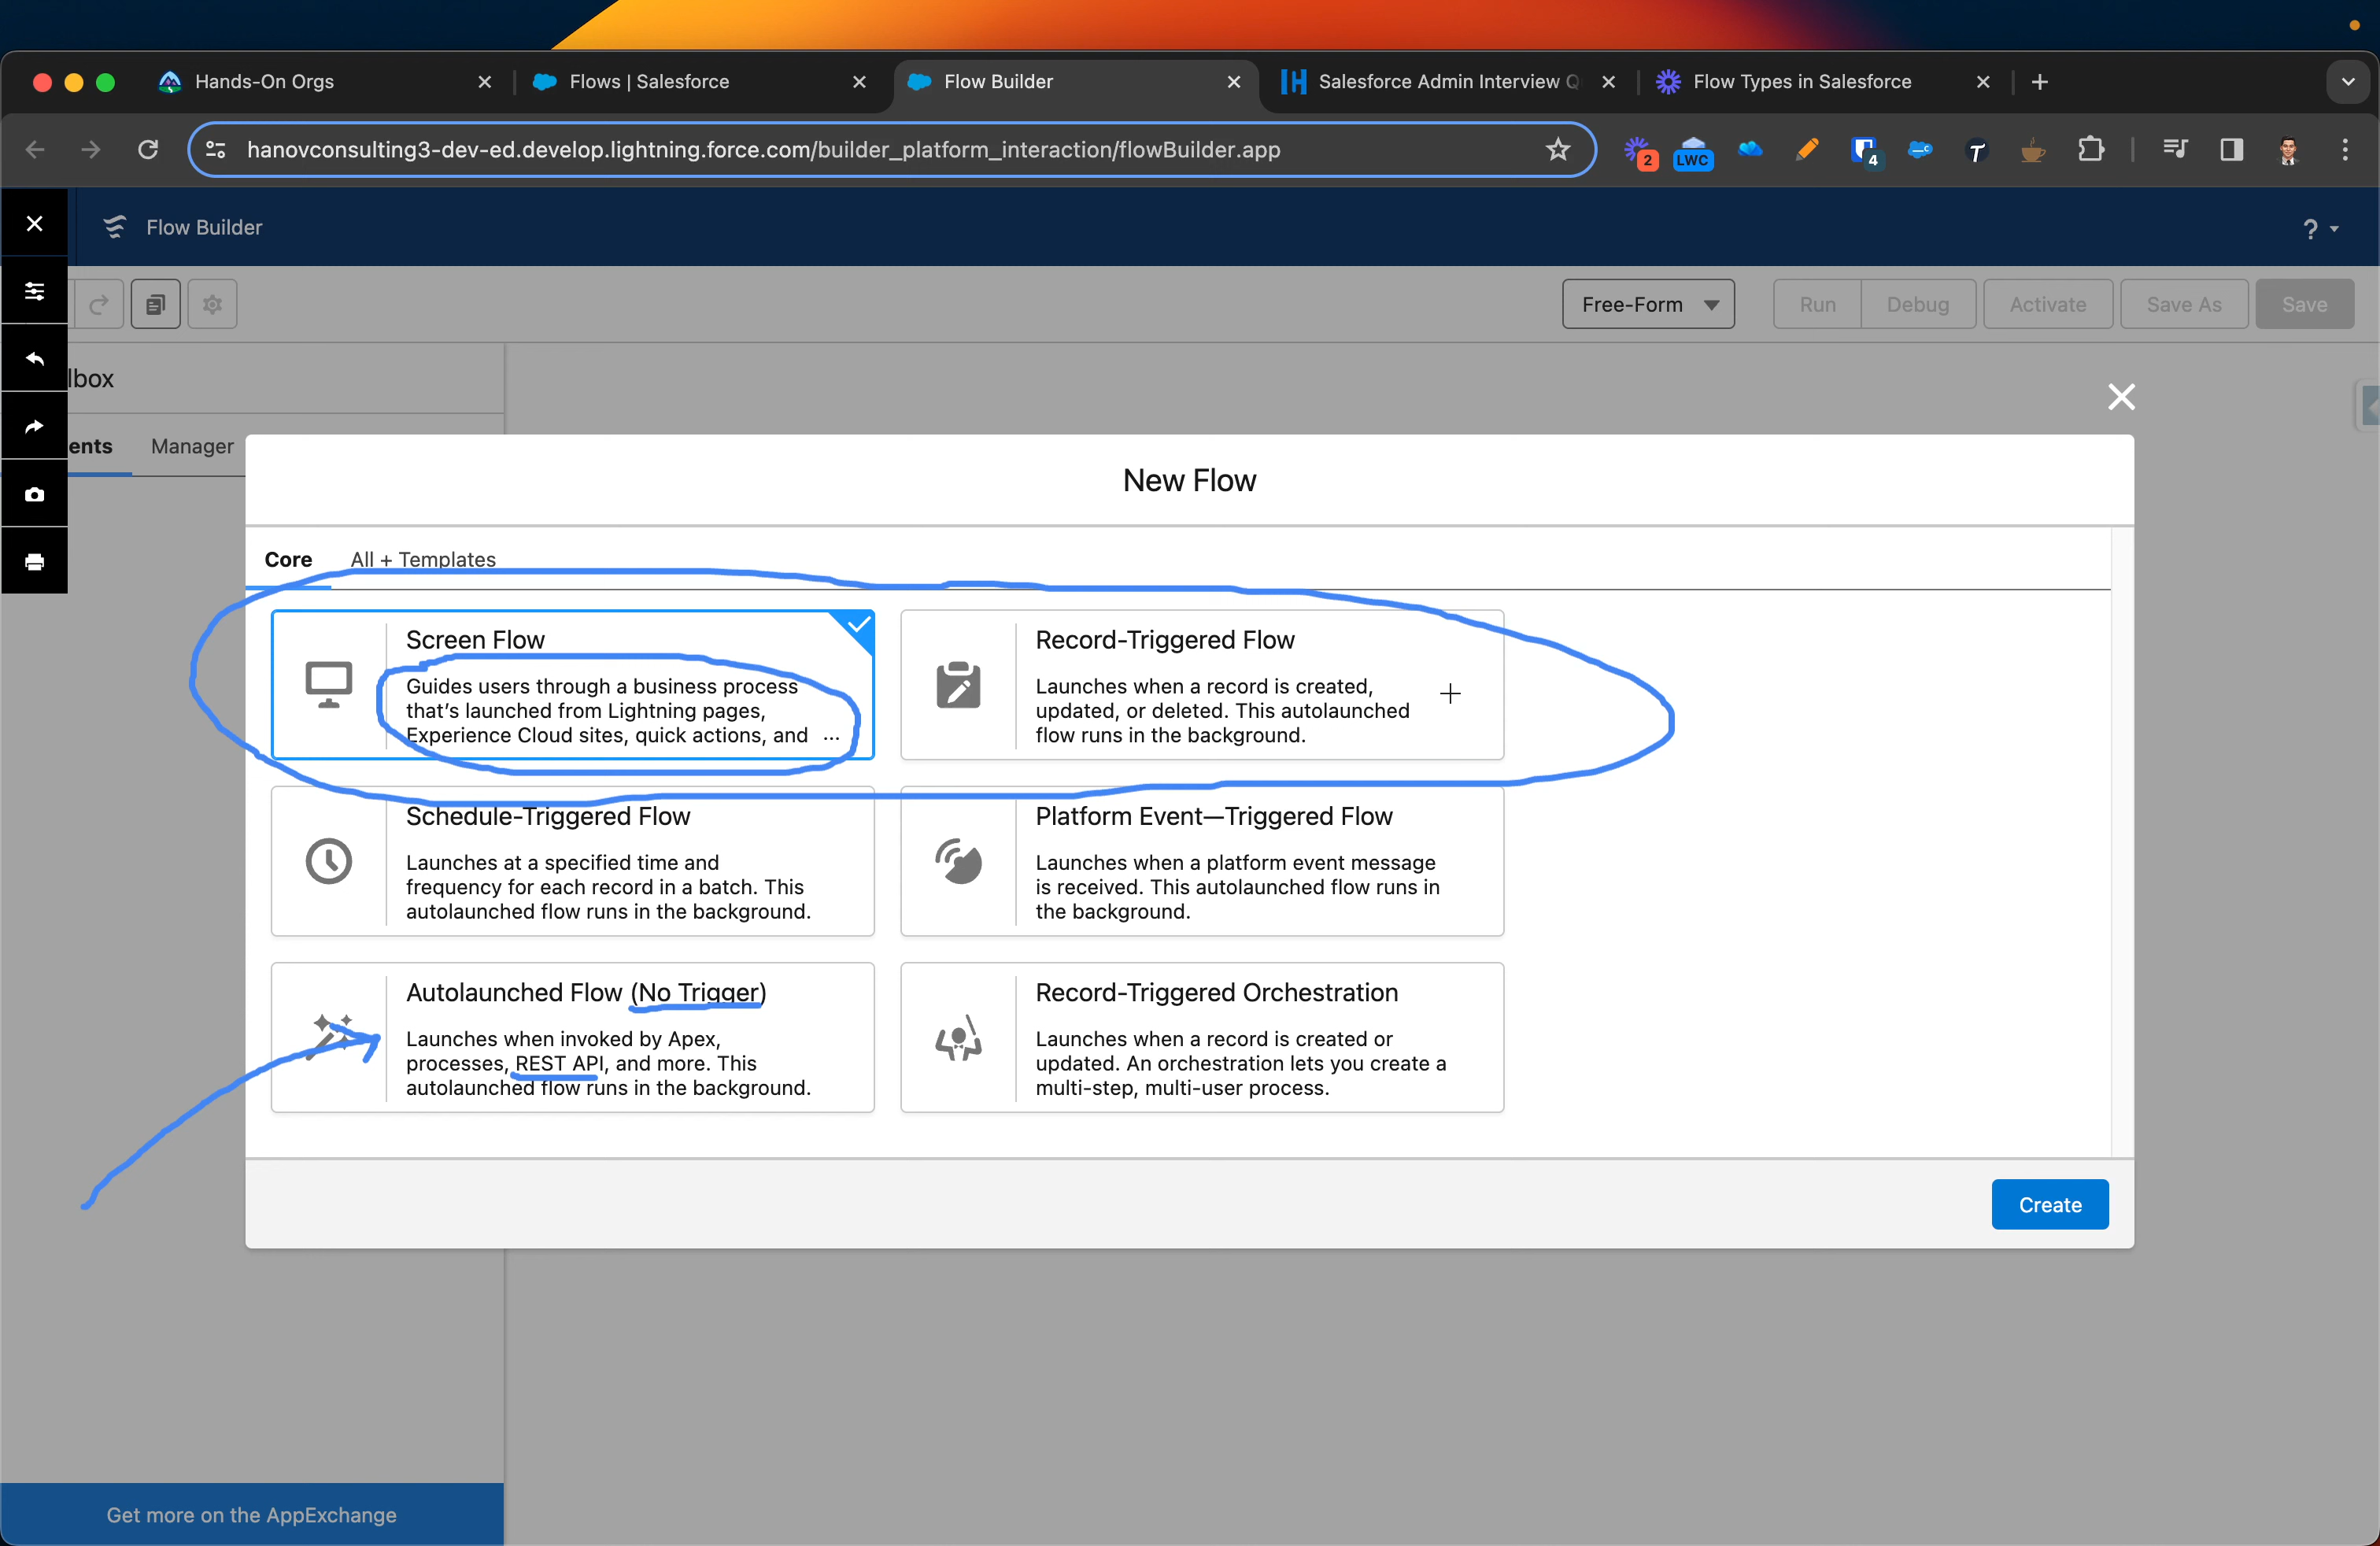 Hands-On Orgs
Flows | Salesforce
Flow Builder
Salesforce Admin Interview Q
Flow Types in Salesforce
hanovconsulting3-dev-ed.develop.lightning.force.com/builder_platform_interaction/flowBuilder.app
2
LWC
4
Flow Builder
?
Free-Form
Run
Debug
Activate
Save As
Save
lbox
ents
Manager
New Flow
Core
All + Templates
Screen Flow
Guides users through a business process
that’s launched from Lightning pages,
Experience Cloud sites, quick actions, and ...
Record-Triggered Flow
Launches when a record is created,
updated, or deleted. This autolaunched
flow runs in the background.
Schedule-Triggered Flow
Launches at a specified time and
frequency for each record in a batch. This
autolaunched flow runs in the background.
Platform Event—Triggered Flow
Launches when a platform event message
is received. This autolaunched flow runs in
the background.
Autolaunched Flow (No Trigger)
Launches when invoked by Apex,
processes, REST API, and more. This
autolaunched flow runs in the background.
Record-Triggered Orchestration
Launches when a record is created or
updated. An orchestration lets you create a
multi-step, multi-user process.
Create
Get more on the AppExchange